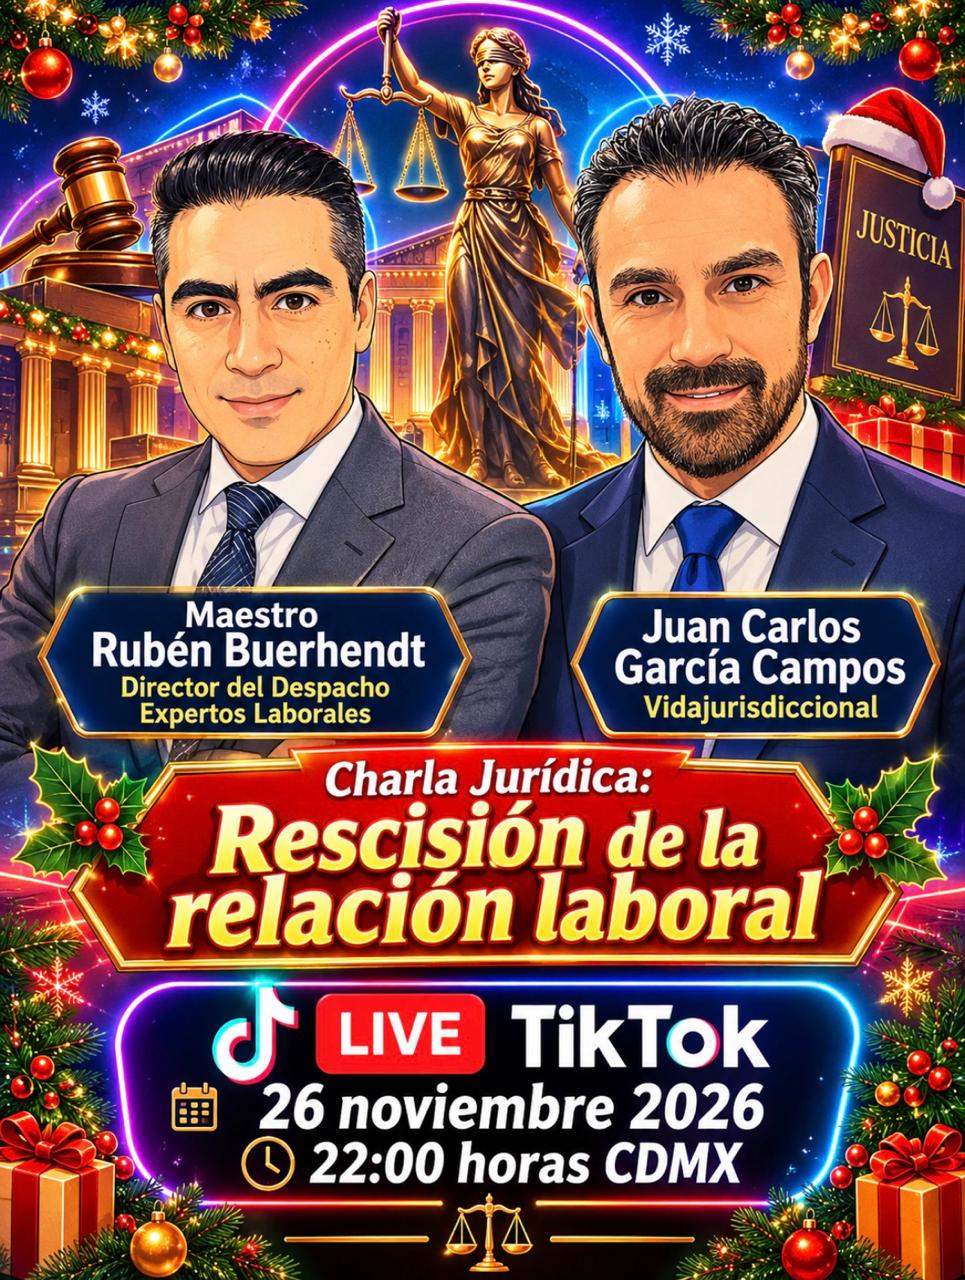 JUSTICIA
Maestro
Rubén Buerhendt
Director del Despacho
Expertos Laborales
Juan Carlos
García Campos
Vidajurisdiccional
Charla Jurídica:
Rescisión de la
relación laboral
LIVE TikTok
26 noviembre 2026
22:00 horas CDMX